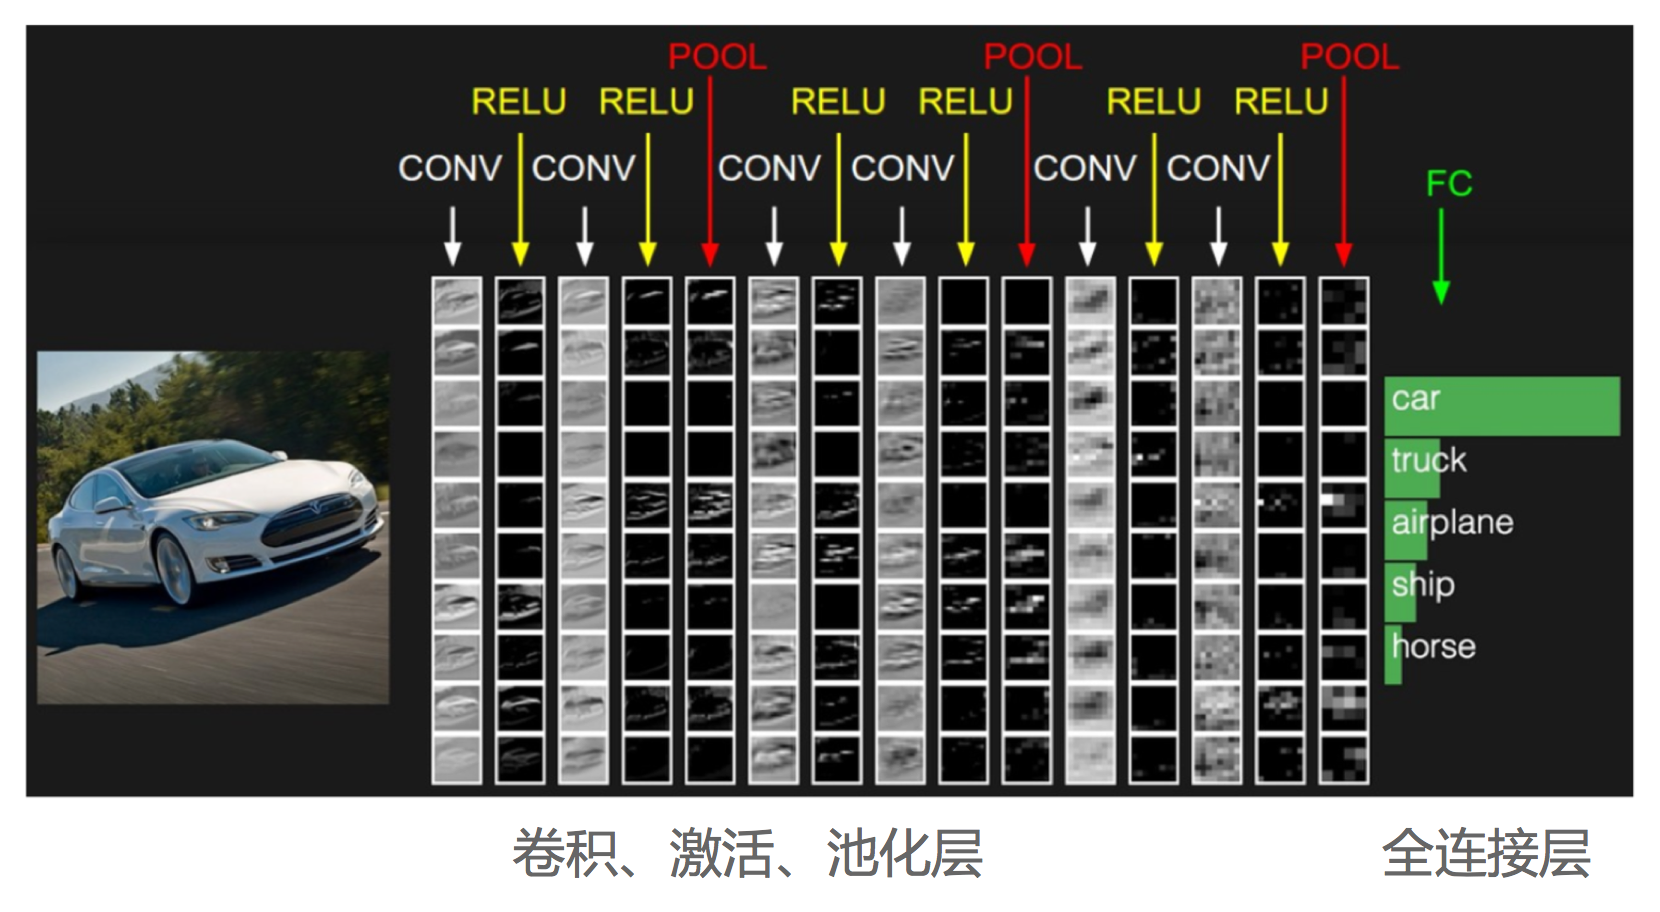 POOL POOL POOL
RELU RELU RELU RELU RELU RELU
CONV CONV CONV CONV CONV CONV
FC
car
truck
airplane
ship
horse
卷积、激活、池化层 全连接层